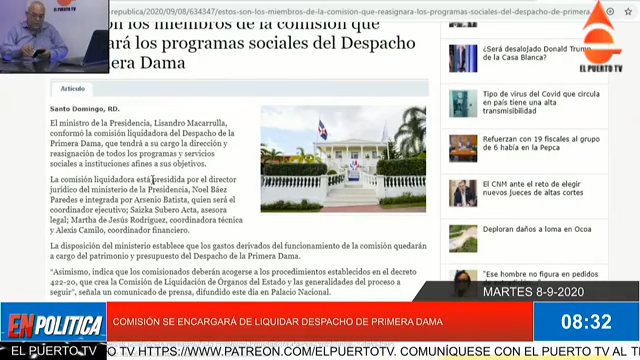 republica/2020/09/08/634347/estos-son-los-miembros-de-la-comision-que-reasignara-los-programas-sociales-del-despacho-de-primera-
on los miembros de la comisión que
ará los programas sociales del Despacho
imera Dama
Artículo
Santo Domingo, RD.
El ministro de la Presidencia, Lisandro Macarrulla,
conformó la comisión liquidadora del Despacho de la
Primera Dama, que tendrá a su cargo la dirección y
reasignación de todos los programas y servicios
sociales a instituciones afines a sus objetivos.
La comisión liquidadora está presidida por el director
jurídico del ministerio de la Presidencia, Noel Báez
Paredes e integrada por Arsenio Batista, quien será el
coordinador ejecutivo; Saizka Subero Acta, asesora
legal; Martha de Jesús Rodríguez, coordinadora técnica
y Alexis Camilo, coordinador financiero.
La disposición del ministerio establece que los gastos derivados del funcionamiento de la comisión quedarán
a cargo del patrimonio y presupuesto del Despacho de la Primera Dama.
"Asimismo, indica que los comisionados deberán acogerse a los procedimientos establecidos en el decreto
422-20, que crea la Comisión de Liquidación de Órganos del Estado y las generalidades del proceso a
seguir", señala un comunicado de prensa, difundido este día en Palacio Nacional.
¿Será desalojado Donald Trump
de la Casa Blanca?
Tipo de virus del Covid que circula
en país tiene una alta
transmisibilidad
Refuerzan con 19 fiscales al grupo
de 6 había en la Pepca
El CNM ante el reto de elegir
nuevos Jueces de altas cortes
Deploran daños a loma en Ocoa
"Ese hombre no figura en pedidos
EL PUERTO TV
MARTES 8-9-2020
EN POLITICA
COMISIÓN SE ENCARGARÁ DE LIQUIDAR DESPACHO DE PRIMERA DAMA
08:32
EL PUERTO TV
O TV HTTPS://WWW.PATREON.COM/ELPUERTOTV. COMUNÍQUESE CON EL PUERTO TV AL T